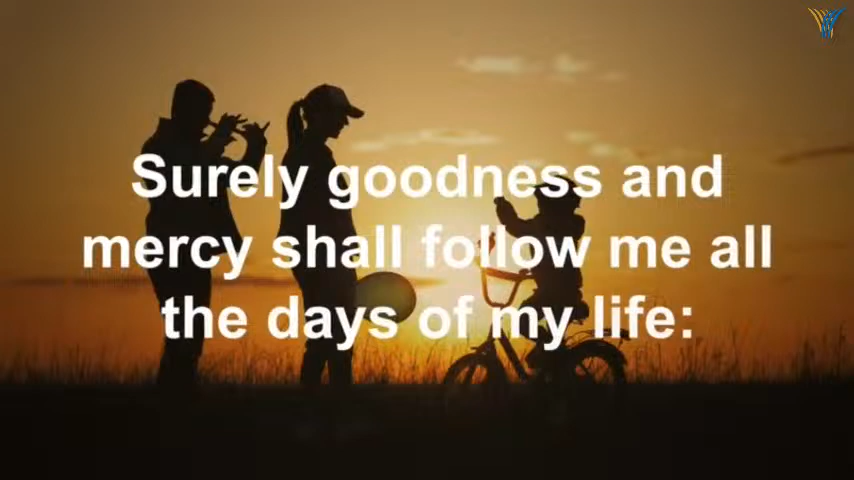 Surely goodness and
mercy shall follow me all
the days of my life: